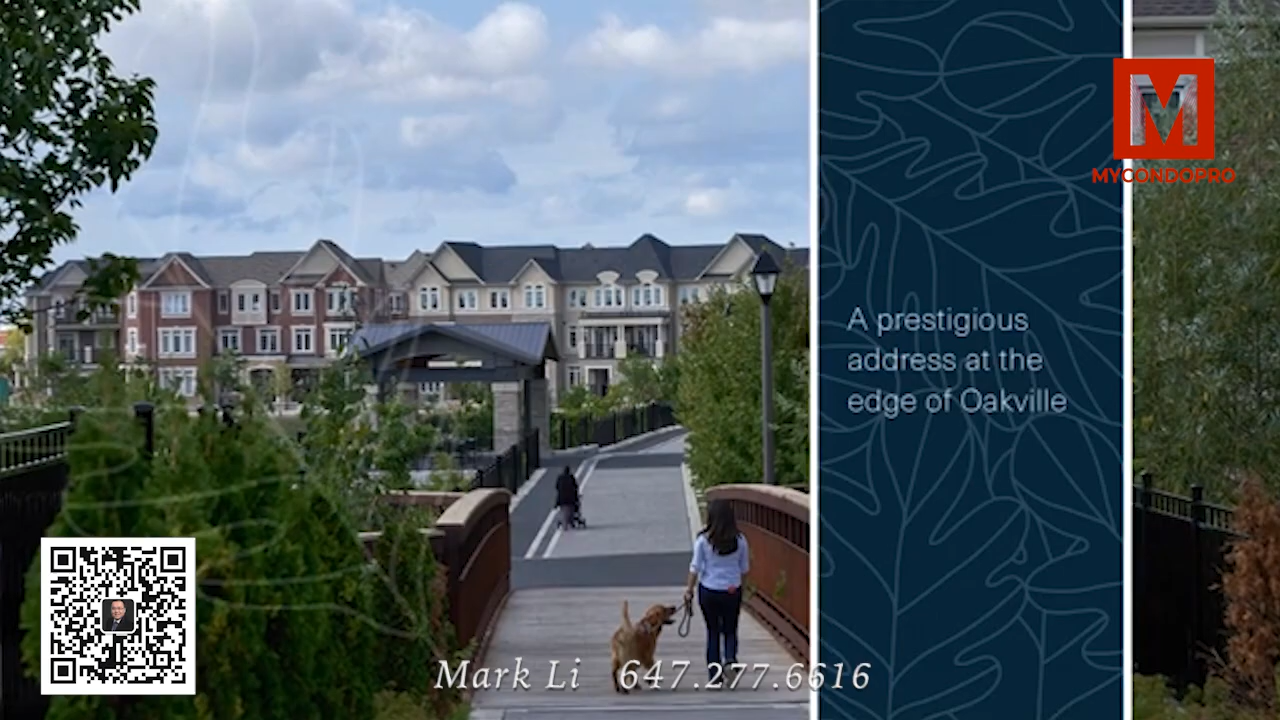 M
MYCONDOPRO
A prestigious
address at the
edge of Oakville
Mark Li 647.277.6616